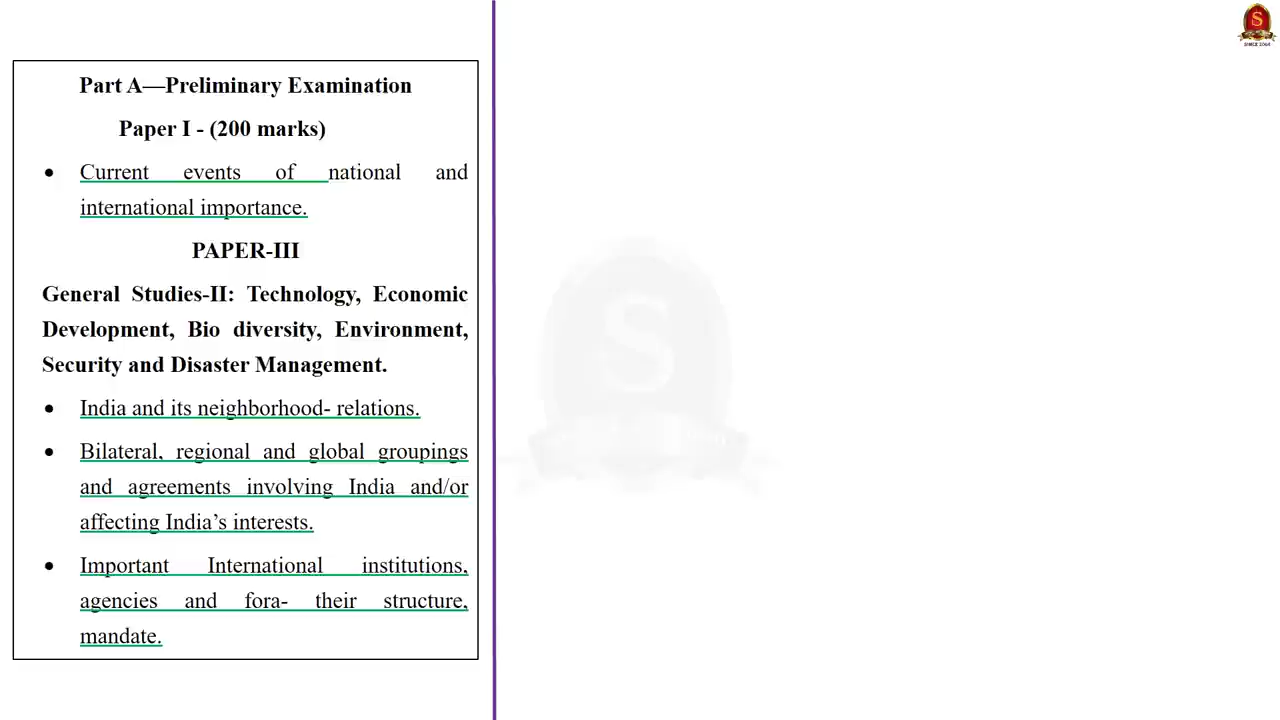 Part A—Preliminary Examination
Paper I - (200 marks)
• Current events of national and
international importance.
PAPER-III
General Studies-II: Technology, Economic
Development, Bio diversity, Environment,
Security and Disaster Management.
• India and its neighborhood- relations.
• Bilateral, regional and global groupings
and agreements involving India and/or
affecting India’s interests.
• Important International institutions,
agencies and fora- their structure,
mandate.
S
S